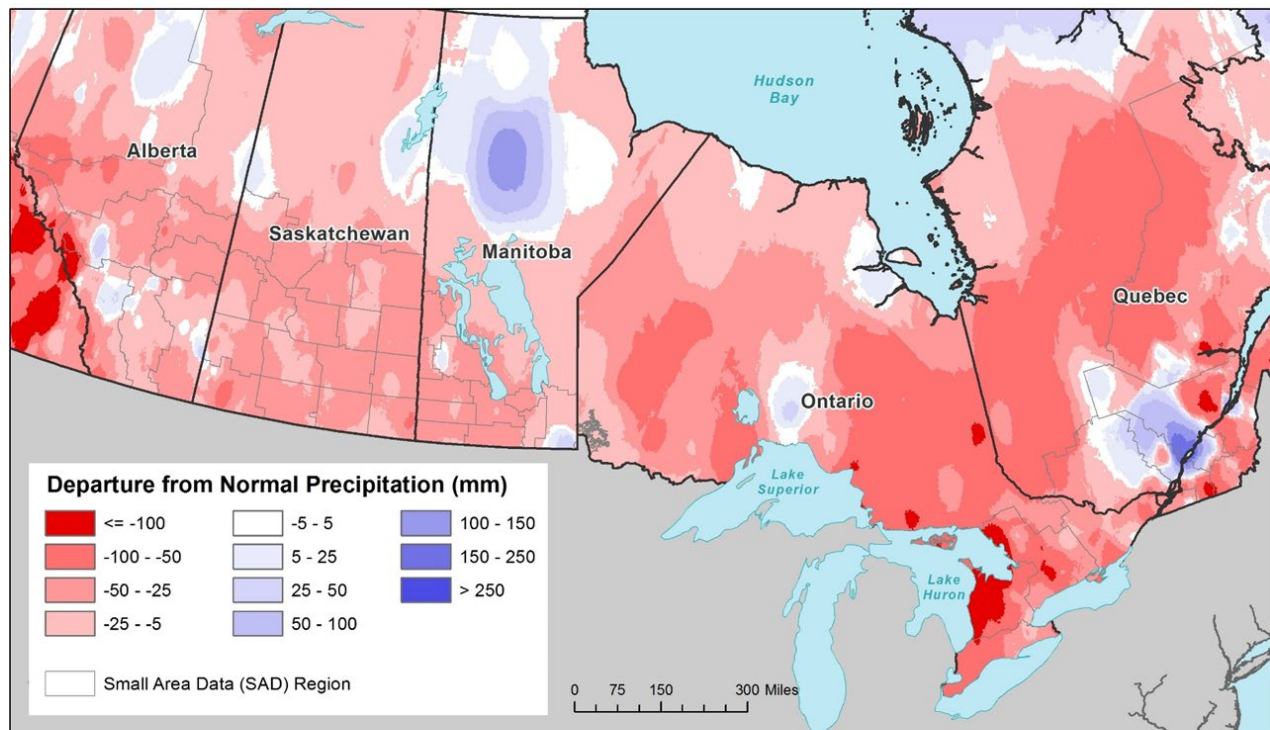 Hudson
Bay
Alberta
Saskatchewan
Manitoba
Quebec
Ontario
Lake
Superior
Lake
Huron
Departure from Normal Precipitation (mm)
<= -100
-5 - 5
100 - 150
-100 - -50
5 - 25
150 - 250
-50 - -25
25 - 50
> 250
-25 - -5
50 - 100
Small Area Data (SAD) Region
0 75 150 300 Miles